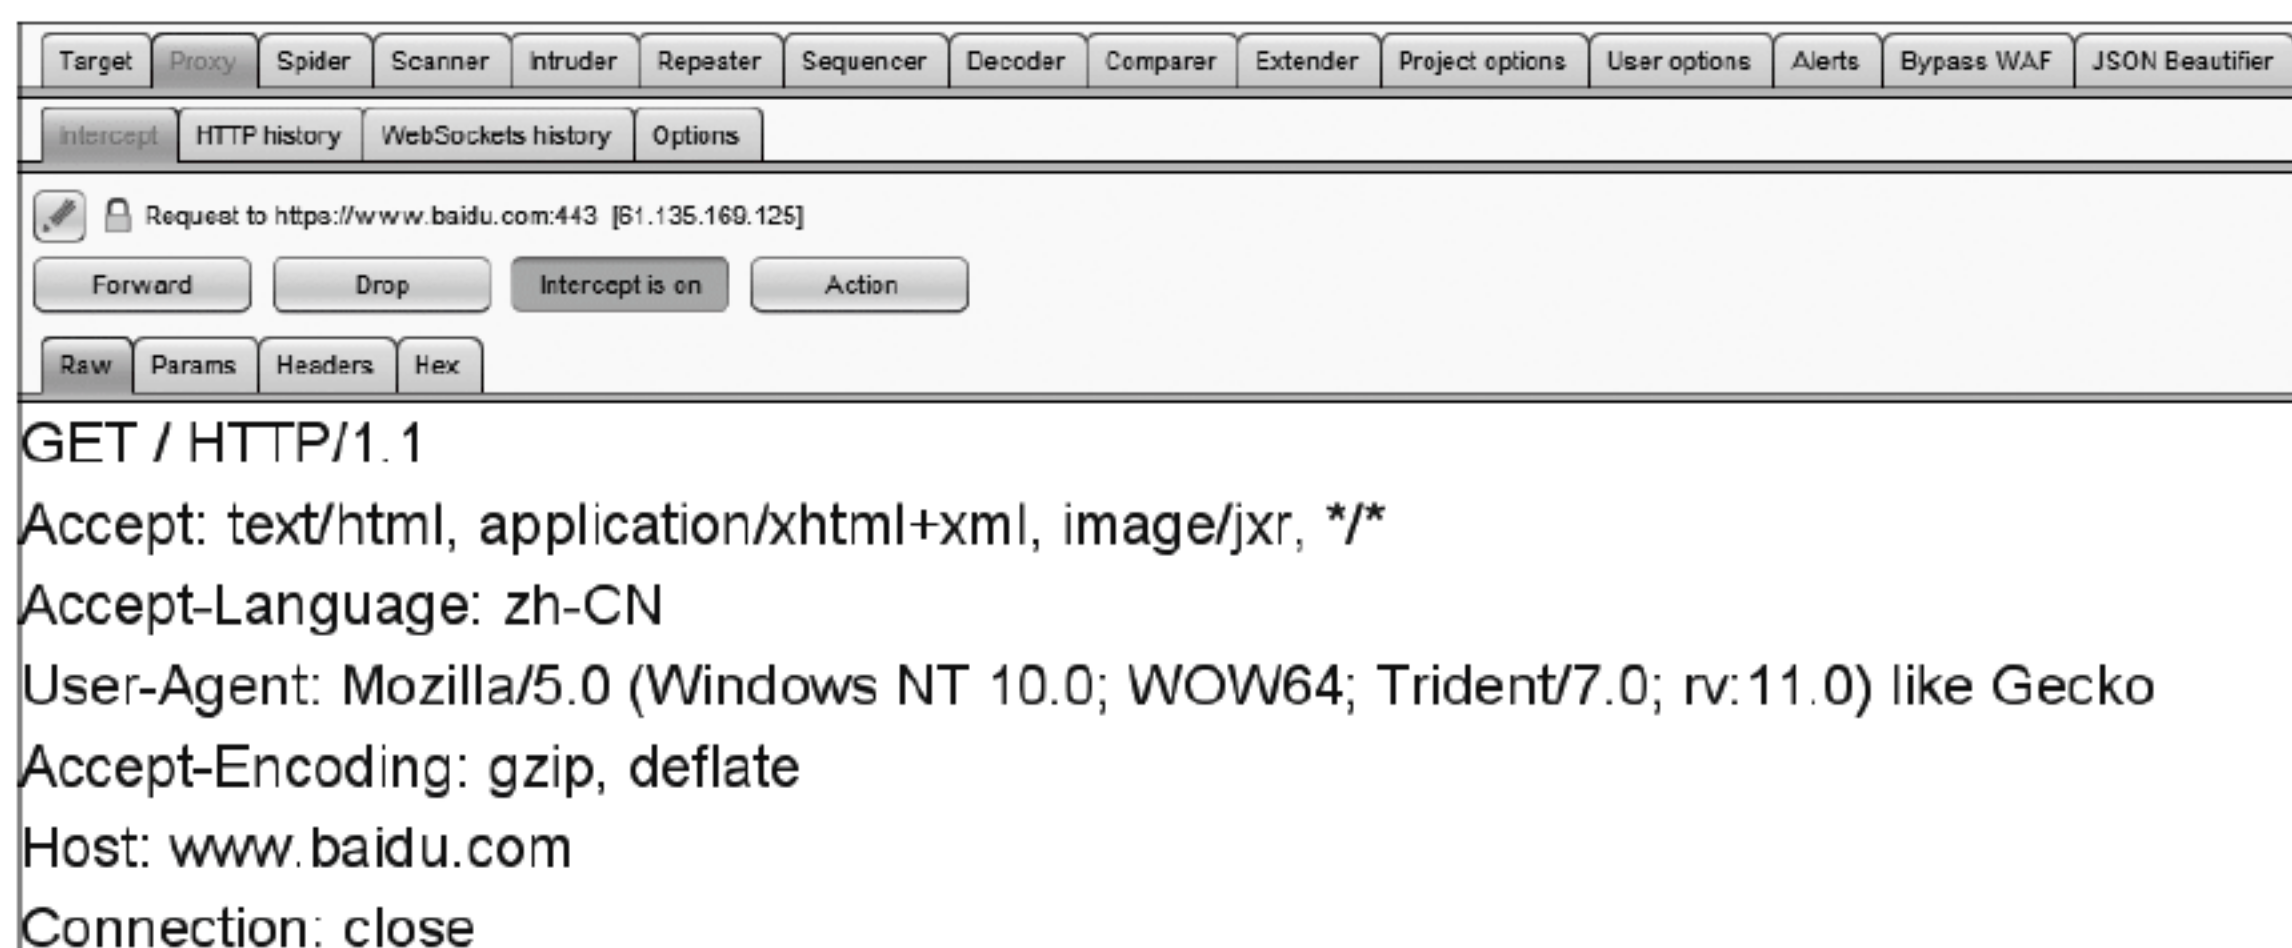 Target Proxy Spider Scanner Intruder Repeater Sequencer Decoder Comparer Extender Project options User options Alerts Bypass WAF JSON Beautifier
Intercept HTTP history WebSockets history Options
Request to https://www.baidu.com:443 [61.135.169.125]
Forward Drop Intercept is on Action
Raw Params Headers Hex
GET / HTTP/1.1
Accept: text/html, application/xhtml+xml, image/jxr, */*
Accept-Language: zh-CN
User-Agent: Mozilla/5.0 (Windows NT 10.0; WOW64; Trident/7.0; rv:11.0) like Gecko
Accept-Encoding: gzip, deflate
Host: www.baidu.com
Connection: close